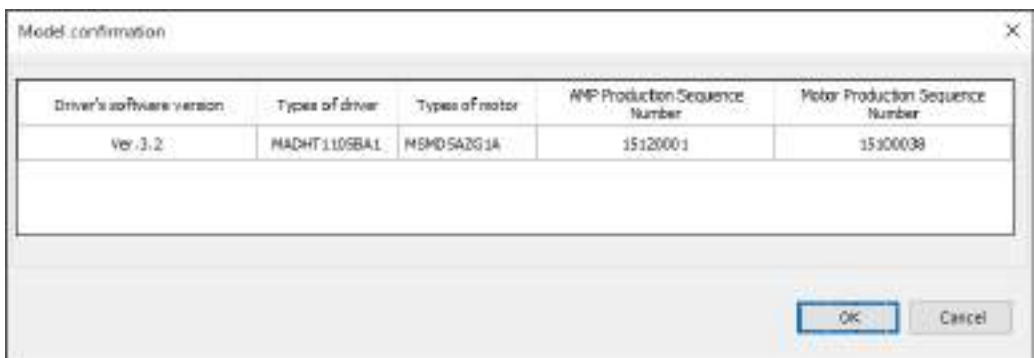 Model confirmation
Driver's software version
Types of driver
Types of motor
AMP Production Sequence
Number
Motor Production Sequence
Number
Ver.3.2
MADHT1105BA1
MSMD5AZG1A
15120001
15100038
OK
Cancel